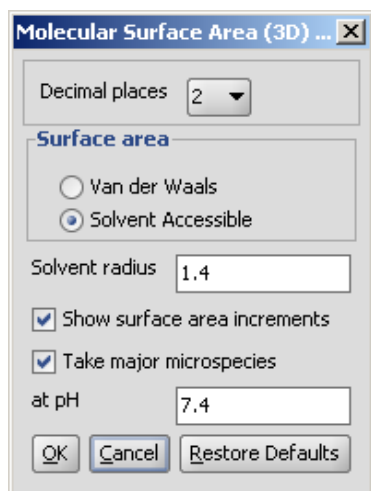 Molecular Surface Area (3D) ...
Decimal places 2
Surface area
Van der Waals
Solvent Accessible
Solvent radius 1.4
Show surface area increments
Take major microspecies
at pH 7.4
OK Cancel Restore Defaults